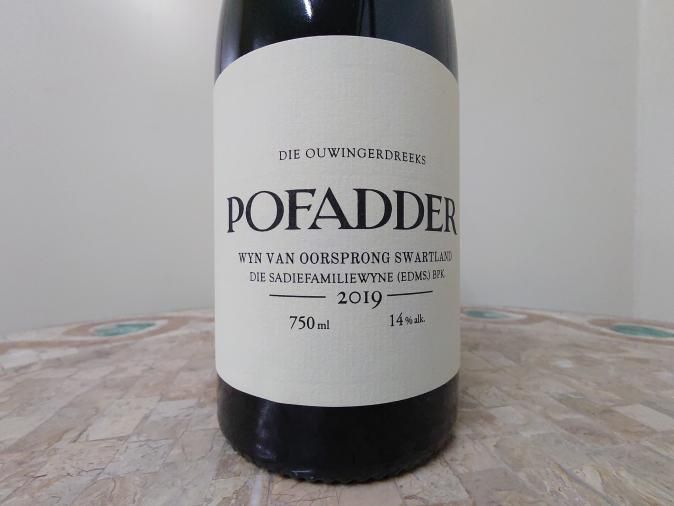 DIE OUWINGERDREEKS
POFADDER
WYN VAN OORSPRONG SWARTLAND
DIE SADIEFAMILIEWYNE (EDMS.) BPK.
2019
750 ml 14 % alk.